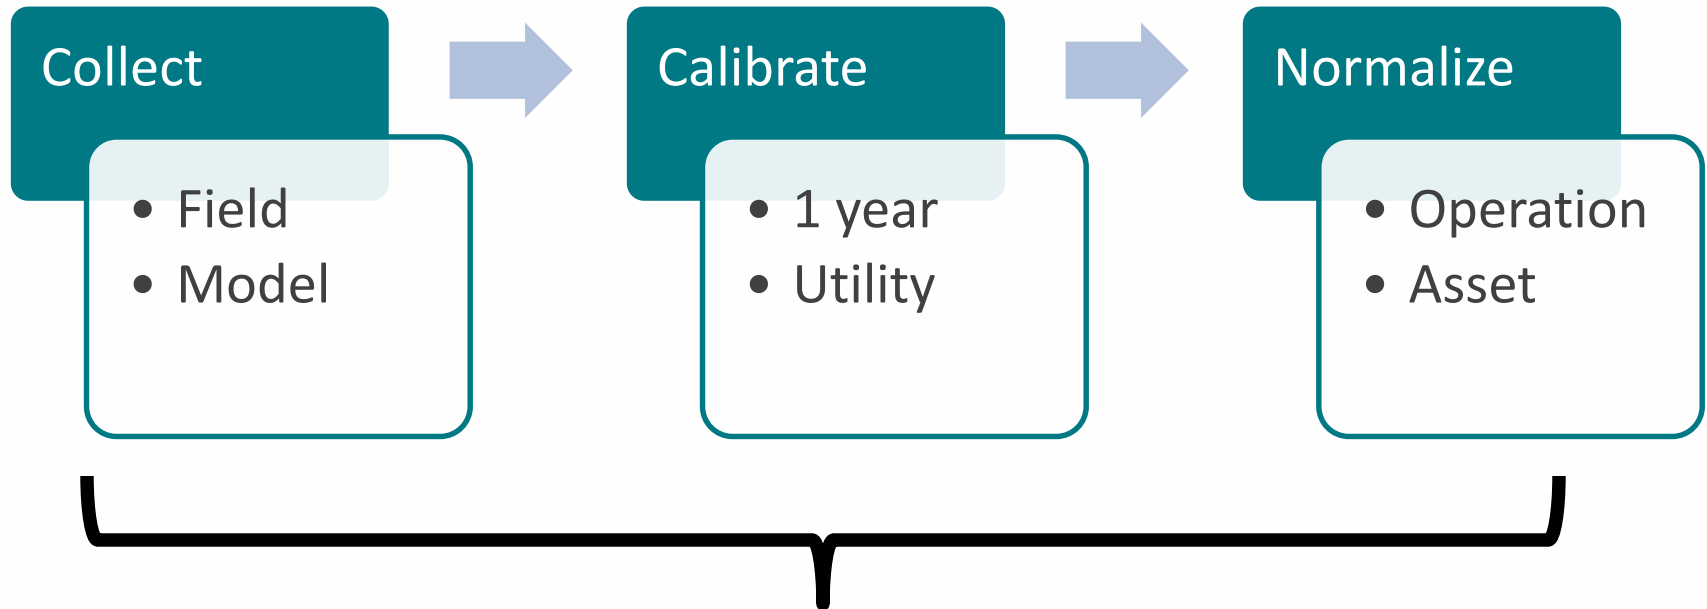 Collect
• Field
• Model
Calibrate
• 1 year
• Utility
Normalize
• Operation
• Asset